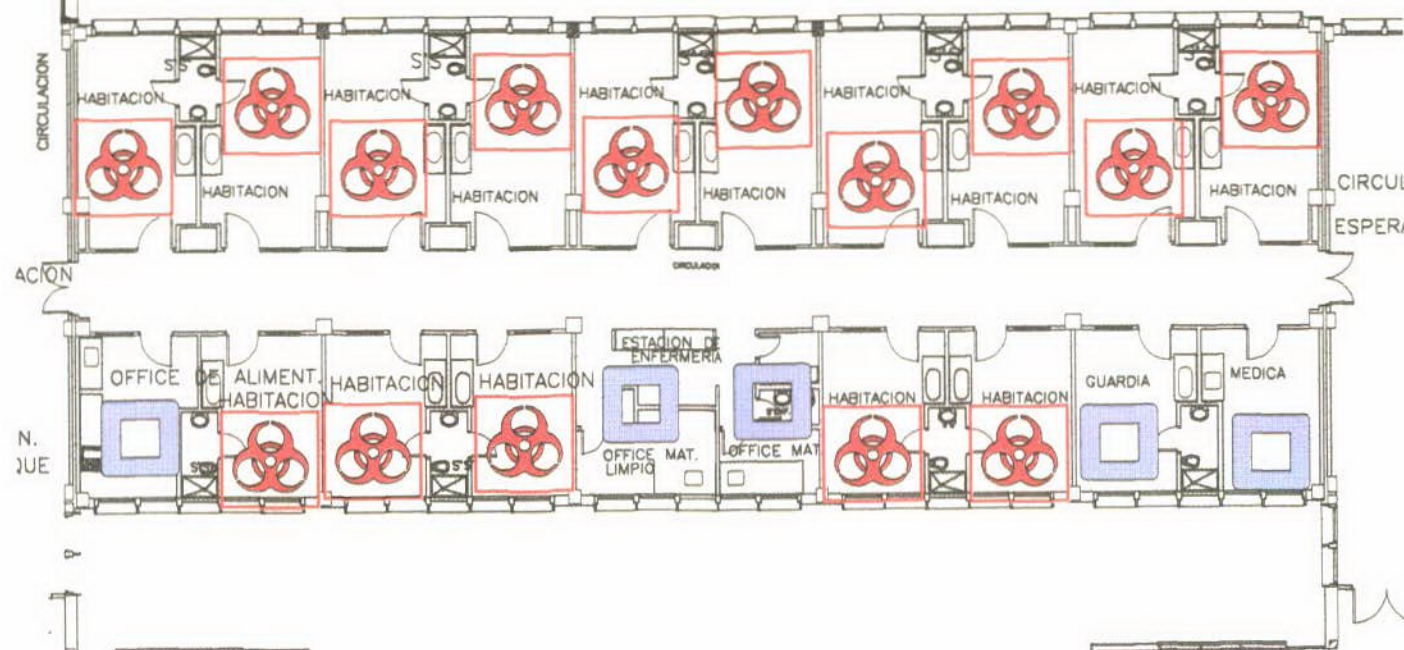 CIRCULACION
S'S
S'S
S'S
S'S
S'S
HABITACION
HABITACION
HABITACION
HABITACION
HABITACION
HABITACION
HABITACION
HABITACION
HABITACION
HABITACION
CIRCUL
ESPERA
CIRCULACION
ACION
ESTACION DE
ENFERMERIA
OFFICE DE ALIMENT.
HABITACIO
HABITACION
HABITACION
HABITACION
HABITACION
GUARDIA
MEDICA
N.
QUE
OFFICE MAT.
LIMPIO
OFFICE MAT
S'S
S'S